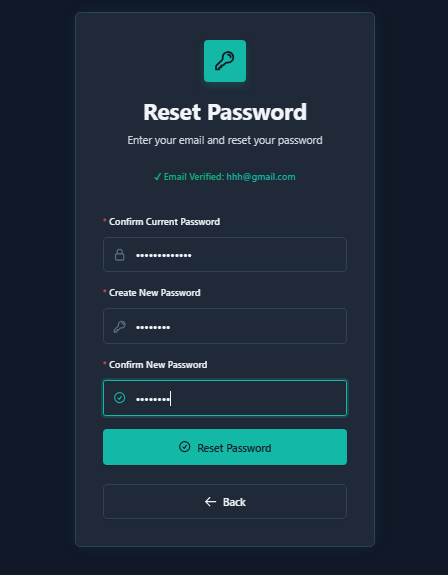 Reset Password
Enter your email and reset your password
✓ Email Verified: hhh@gmail.com
* Confirm Current Password
•••••••••••••
* Create New Password
••••••••
* Confirm New Password
••••••••
Reset Password
← Back